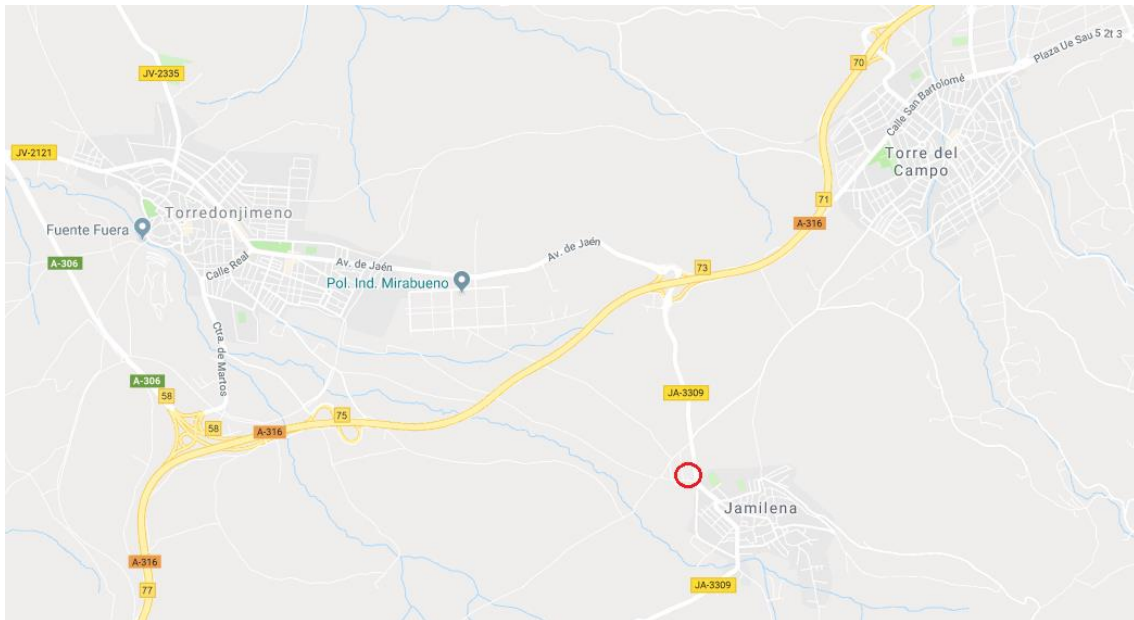 70
Plaza Ue Sau 5 2t 3
JV-2335
Calle San Bartolomé
JV-2121
Torre del
Campo
71
Torredonjimeno
A-316
Fuente Fuera
Av. de Jaén
A-306
Calle Real
Av. de Jaén
73
Pol. Ind. Mirabueno
Ctra. de Martos
A-306
58
JA-3309
75
58
A-316
Jamilena
A-316
77
JA-3309